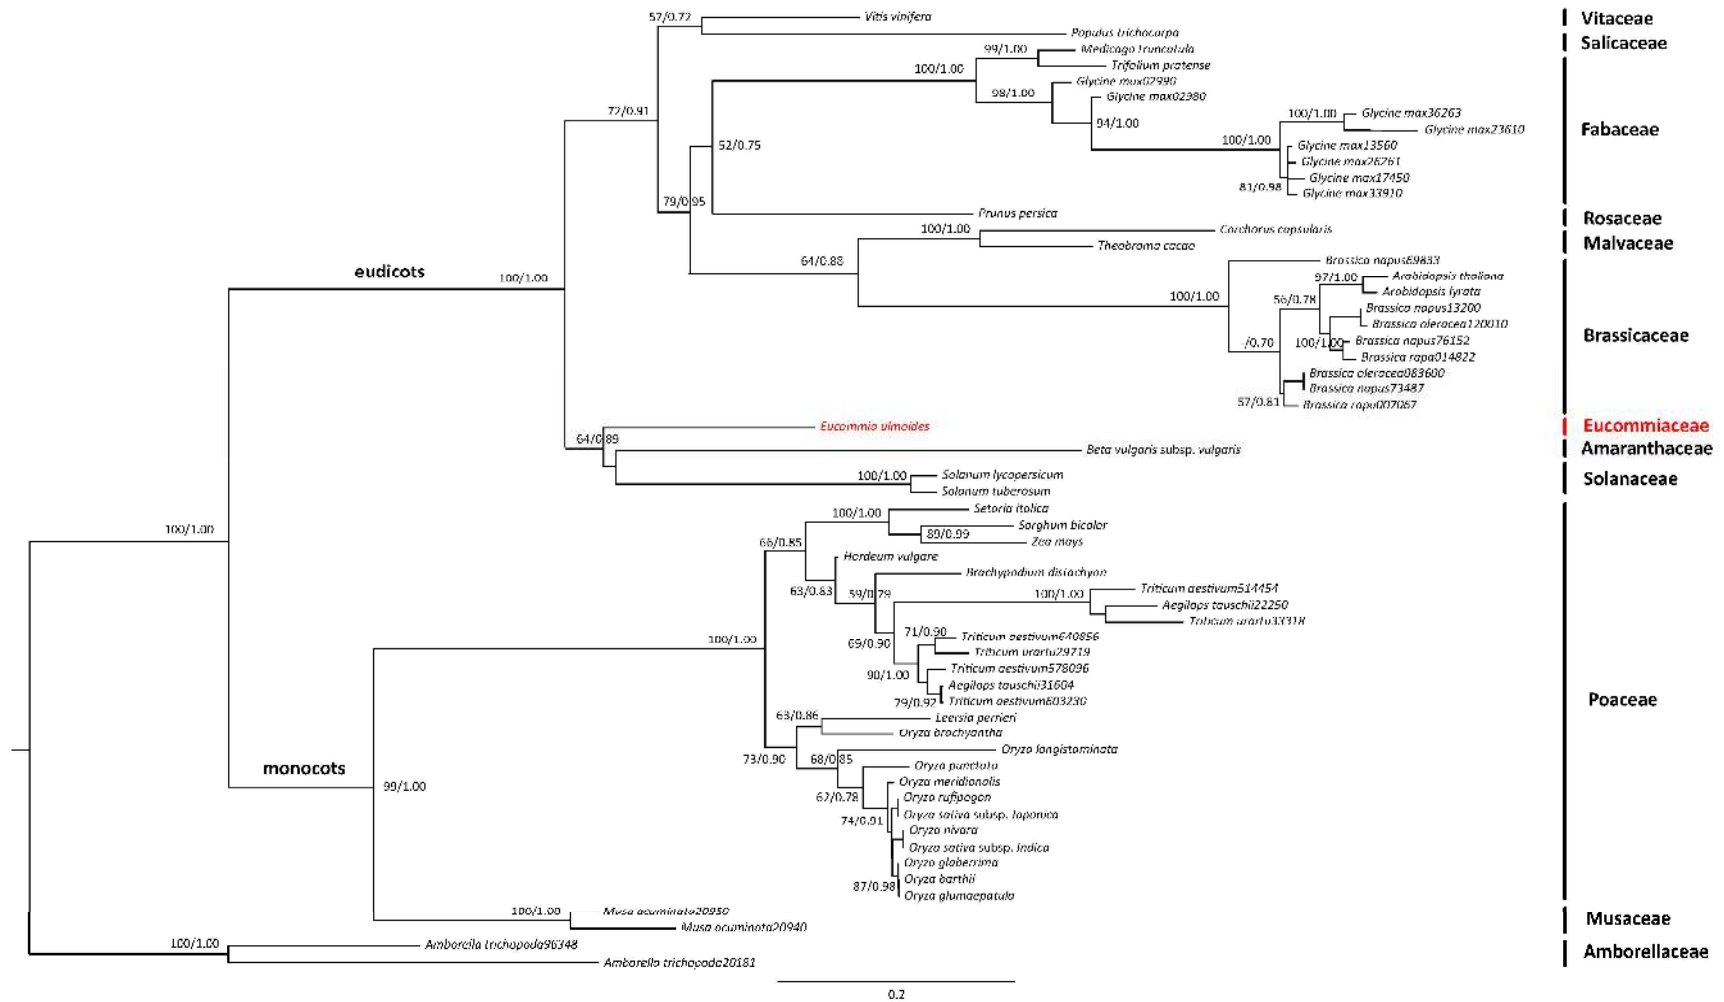 57/0.72
Vitis vinifera
Vitaceae
Populus trichocarpa
Salicaceae
99/1.00
Medicago truncatula
100/1.00
Trifolium pratense
98/1.00
Glycine max02990
Glycine max02980
72/0.91
94/1.00
100/1.00
Glycine max36263
Glycine max23610
Fabaceae
52/0.75
100/1.00
Glycine max13560
Glycine max26261
Glycine max17450
81/0.98
Glycine max33910
79/0.95
Prunus persica
Rosaceae
100/1.00
Corchorus capsularis
Malvaceae
Theobroma cacao
64/0.88
Brassica napus69833
eudicots
100/1.00
97/1.00
Arabidopsis thaliana
Arabidopsis lyrata
100/1.00
56/0.78
Brassica napus13200
Brassica oleracea120010
-/0.70
100/1.00
Brassica napus76152
Brassicaceae
Brassica rapa014822
Brassica oleracea083600
Brassica napus73487
57/0.81
Brassica rapa007067
Eucommia ulmoides
Eucommiaceae
64/0.89
Beta vulgaris subsp. vulgaris
Amaranthaceae
100/1.00
Solanum lycopersicum
Solanaceae
Solanum tuberosum
100/1.00
Setaria italica
100/1.00
89/0.99
Sorghum bicolor
Zea mays
66/0.85
Hordeum vulgare
Brachypodium distachyon
63/0.83
59/0.79
100/1.00
Triticum aestivum514454
Aegilops tauschii22250
Triticum urartu33318
100/1.00
71/0.90
Triticum aestivum640856
69/0.90
Triticum urartu29719
90/1.00
Triticum aestivum578096
Aegilops tauschii31604
79/0.92
Triticum aestivum603230
Poaceae
63/0.86
Leersia perrieri
Oryza brachyantha
73/0.90
68/0.85
Oryza longistaminata
monocots
Oryza punctata
99/1.00
Oryza meridionalis
62/0.78
Oryza rufipogon
74/0.91
Oryza sativa subsp. Japonica
Oryza nivara
Oryza sativa subsp. Indica
Oryza glaberrima
87/0.98
Oryza barthii
Oryza glumaepatula
100/1.00
Musa acuminata20950
Musaceae
Musa acuminata20940
100/1.00
Amborella trichopoda96348
Amborellaceae
Amborella trichopoda20181
0.2